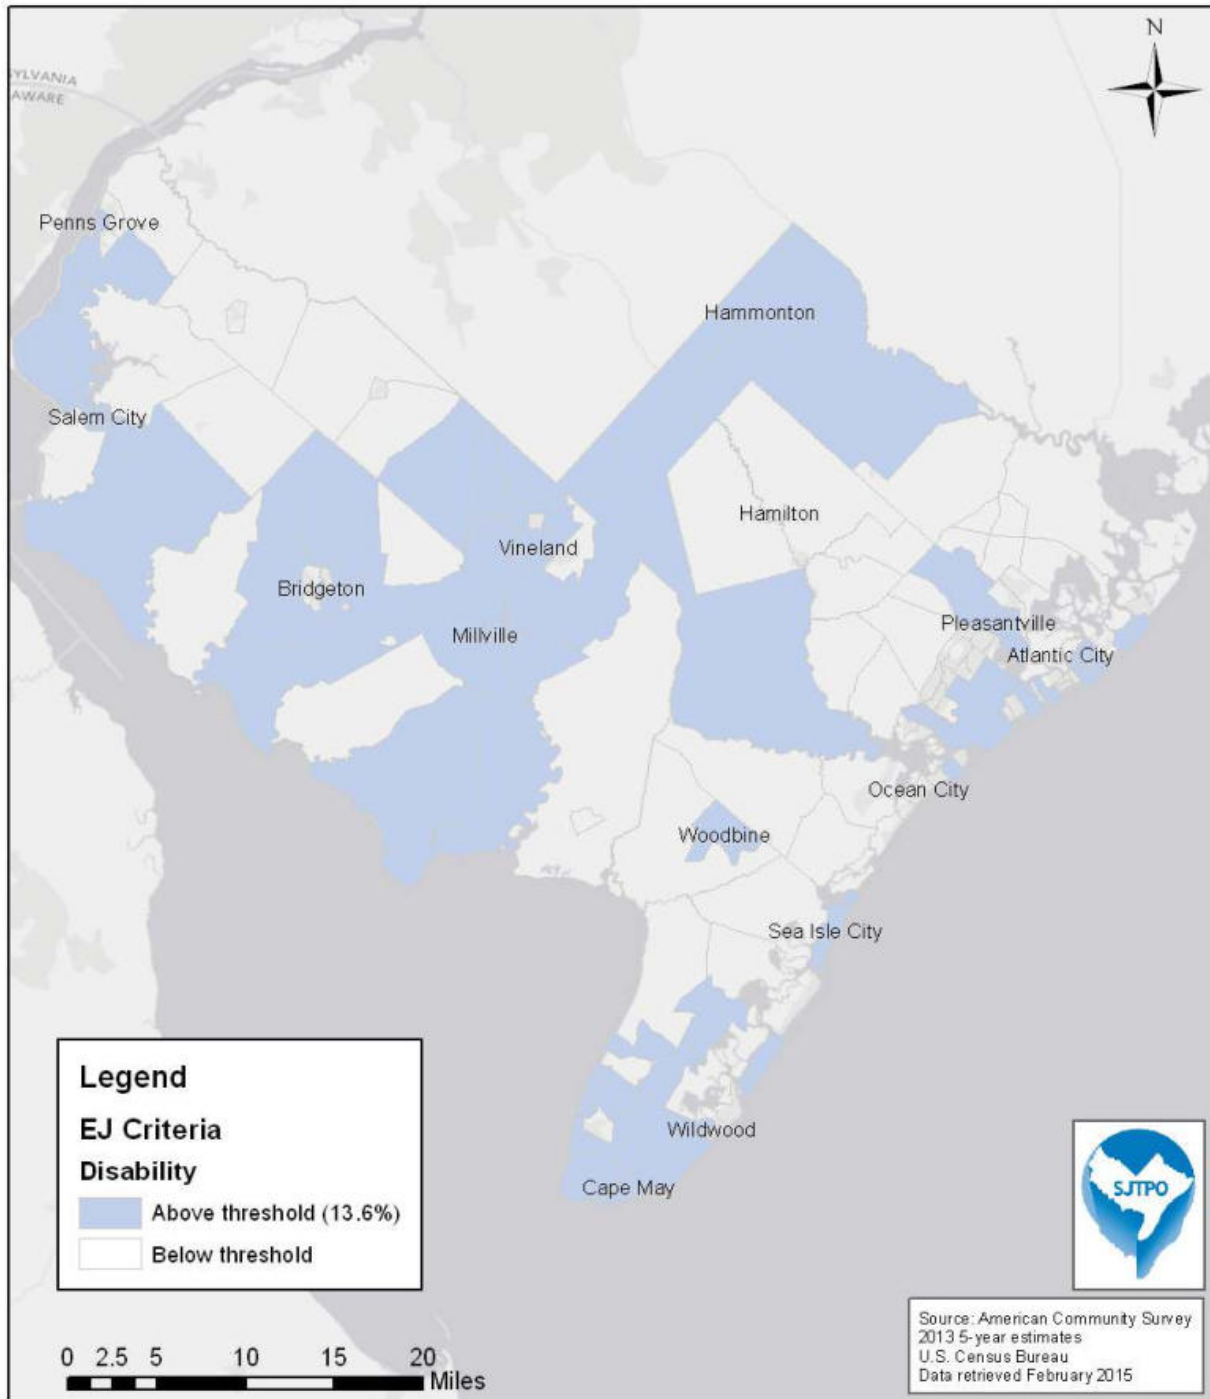 N
SYLVANIA
AWARE
Penns Grove
Hammonton
Salem City
Hamilton
Vineland
Bridgeton
Millville
Pleasantville
Atlantic City
Ocean City
Woodbine
Sea Isle City
Wildwood
Cape May
Legend
EJ Criteria
Disability
Above threshold (13.6%)
Below threshold
SJTPO
0 2.5 5 10 15 20
Miles
Source: American Community Survey
2013 5-year estimates
U.S. Census Bureau
Data retrieved February 2015